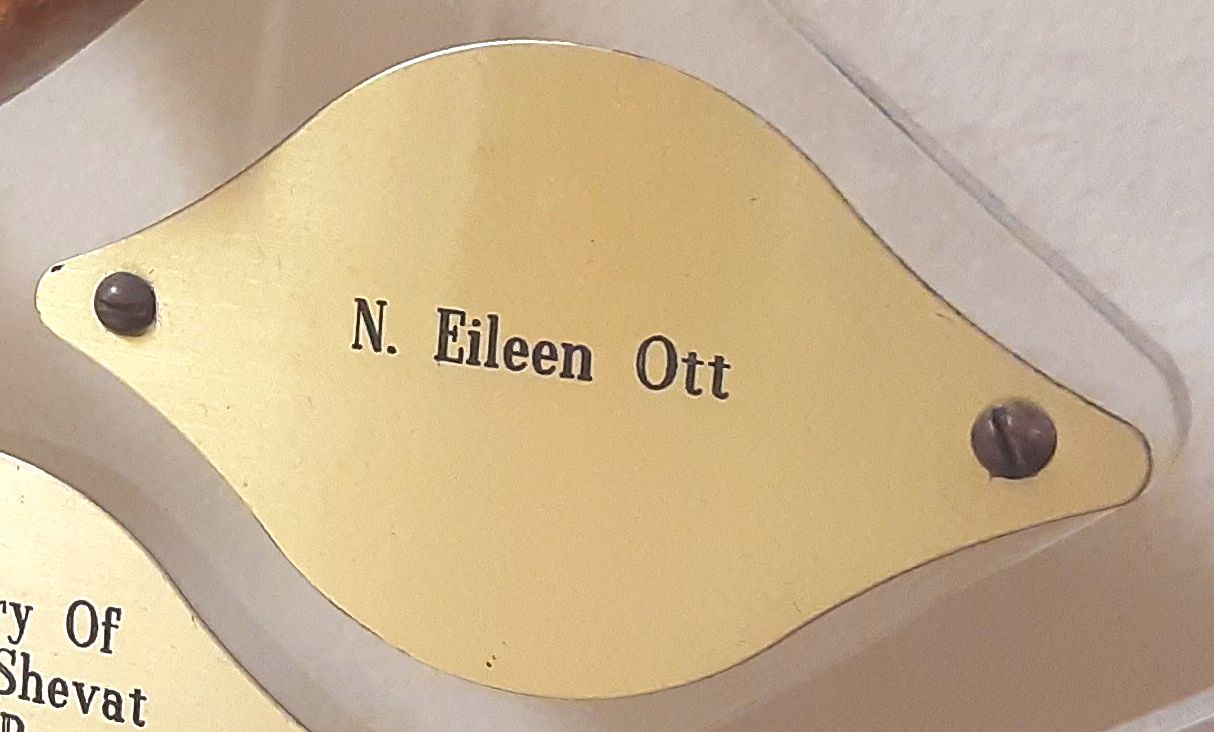 N. Eileen Ott
Of
Shevat